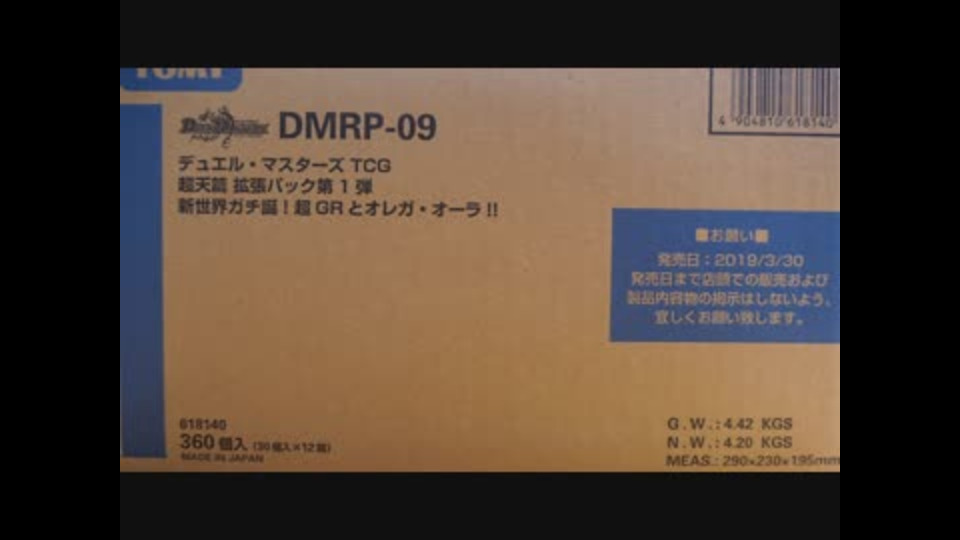 TOMY
DMRP-09
4 904810 618140
デュエル・マスターズ TCG
超天篇 拡張パック第1弾
新世界ガチ誕!超GRとオレガ・オーラ!!
■お願い■
発売日:2019/3/30
発売日まで店頭での販売および
製品内容物の掲示はしないよう、
宜しくお願い致します。
618140
360個入(30個入×12箱)
MADE IN JAPAN
G.W.:4.42 KGS
N.W.:4.20 KGS
MEAS.:290×230×195mm